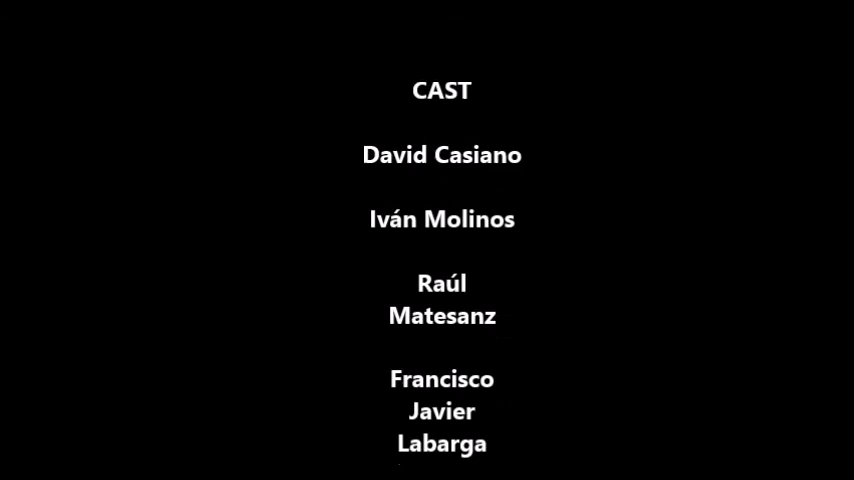 CAST
David Casiano
Iván Molinos
Raúl
Matesanz
Francisco
Javier
Labarga